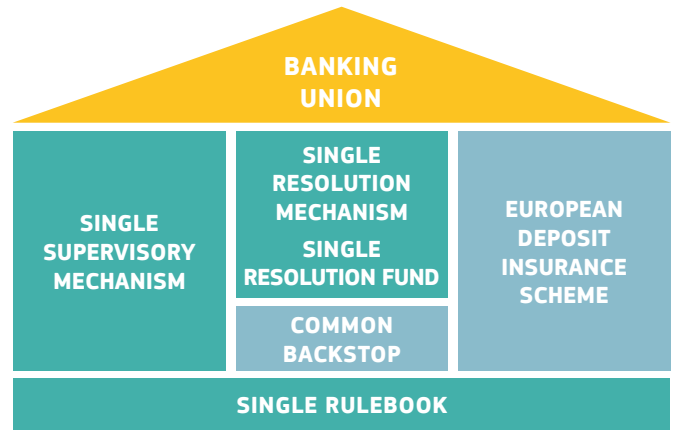 BANKING
UNION
SINGLE
SUPERVISORY
MECHANISM
SINGLE
RESOLUTION
MECHANISM
SINGLE
RESOLUTION FUND
COMMON
BACKSTOP
EUROPEAN
DEPOSIT
INSURANCE
SCHEME
SINGLE RULEBOOK